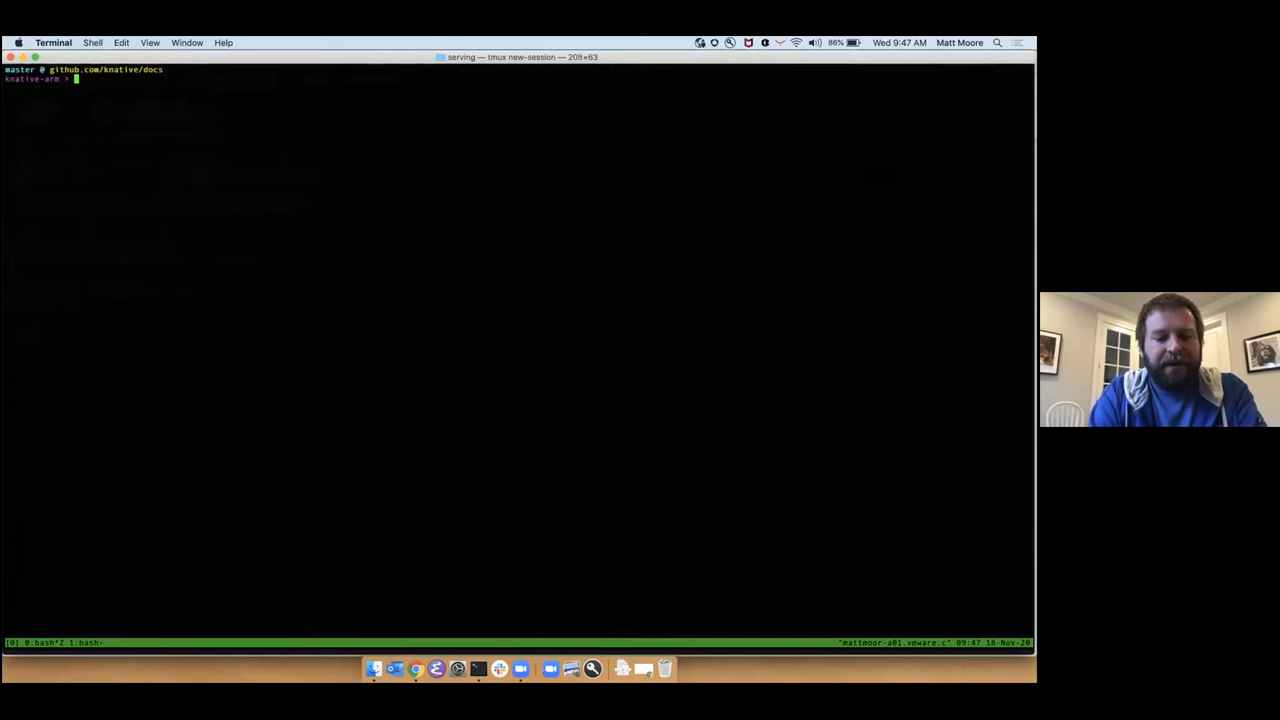 Terminal Shell Edit View Window Help 86% Wed 9:47 AM Matt Moore
serving — tmux new-session — 208×63
master @ github.com/knative/docs
knative-arm >
[0] 0:bash*Z 1:bash- "mattmoor-a01.vmware.c" 09:47 18-Nov-20